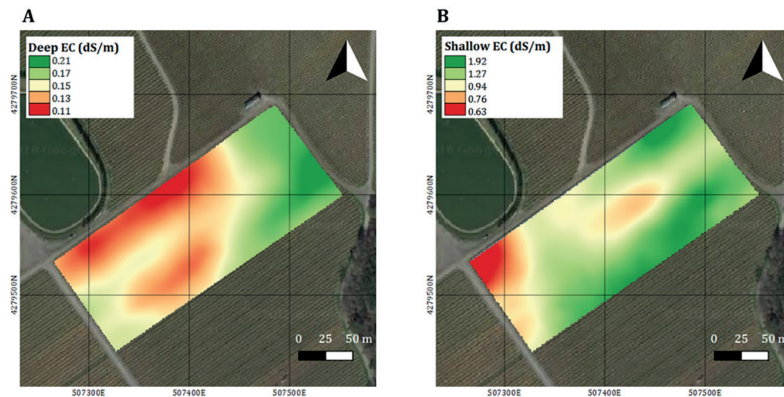 A
Deep EC (dS/m)
0.21
0.17
0.15
0.13
0.11
4279700N
4279600N
4279500N
0 25 50 m
507300E 507400E 507500E
B
Shallow EC (dS/m)
1.92
1.27
0.94
0.76
0.63
4279700N
4279600N
4279500N
0 25 50 m
507300E 507400E 507500E